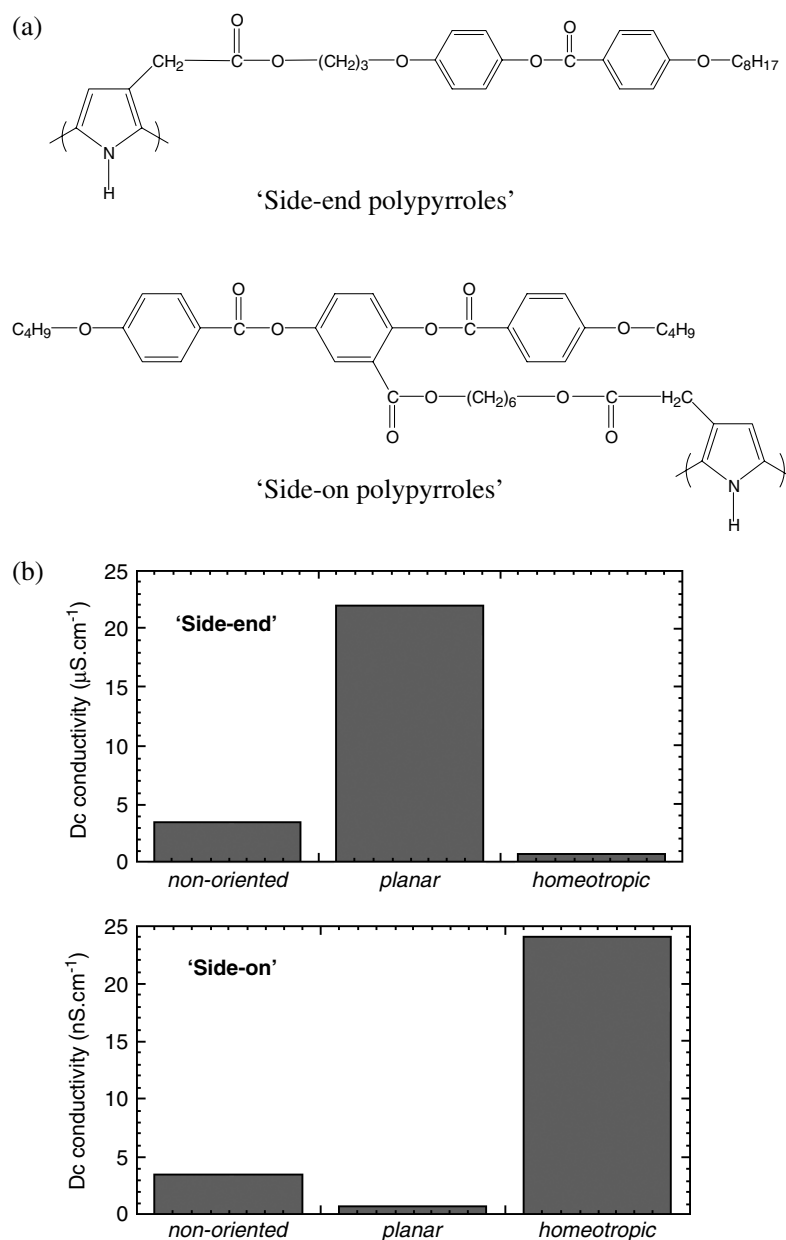 (a)
O
CH2 C O (CH2)3 O O C O C8H17
O
N
H
‘Side-end polypyrroles’
O O
C4H9 O C O O C O C4H9
C O (CH2)6 O C H2C
O O
N
H
‘Side-on polypyrroles’
(b)
Dc conductivity (µS.cm-1)
25
20
15
10
5
0
‘Side-end’
non-oriented planar homeotropic
Dc conductivity (nS.cm-1)
25
20
15
10
5
0
‘Side-on’
non-oriented planar homeotropic